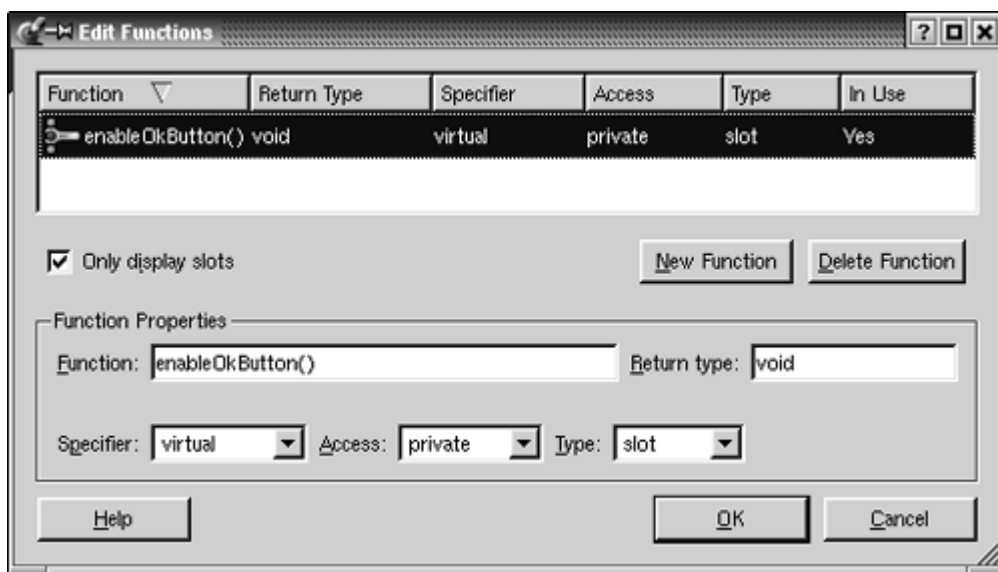 Edit Functions
Function Return Type Specifier Access Type In Use
enableOkButton() void virtual private slot Yes
Only display slots New Function Delete Function
Function Properties
Function: enableOkButton() Return type: void
Specifier: virtual Access: private Type: slot
Help OK Cancel